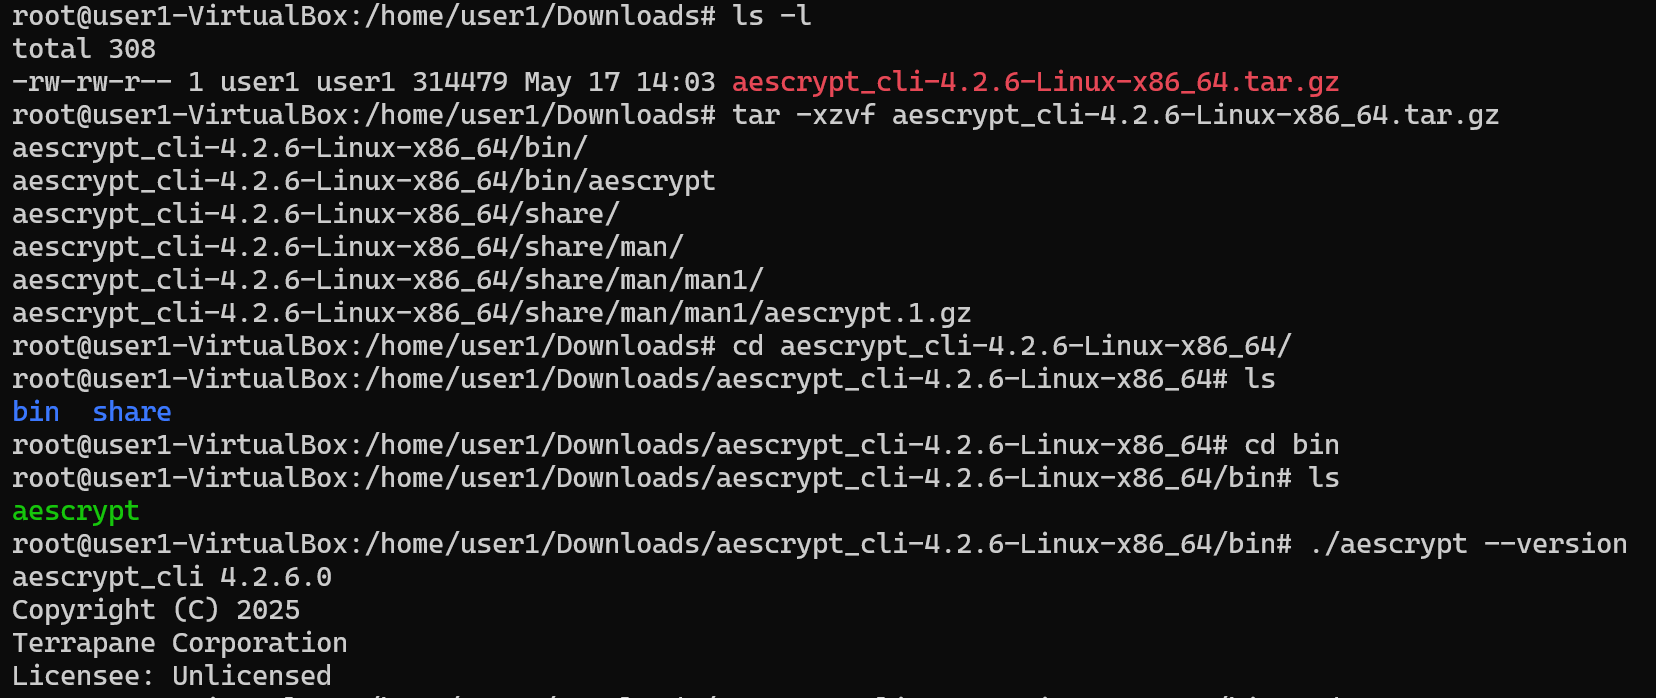 root@user1-VirtualBox:/home/user1/Downloads# ls -l
total 308
-rw-rw-r-- 1 user1 user1 314479 May 17 14:03 aescrypt_cli-4.2.6-Linux-x86_64.tar.gz
root@user1-VirtualBox:/home/user1/Downloads# tar -xzvf aescrypt_cli-4.2.6-Linux-x86_64.tar.gz
aescrypt_cli-4.2.6-Linux-x86_64/bin/
aescrypt_cli-4.2.6-Linux-x86_64/bin/aescrypt
aescrypt_cli-4.2.6-Linux-x86_64/share/
aescrypt_cli-4.2.6-Linux-x86_64/share/man/
aescrypt_cli-4.2.6-Linux-x86_64/share/man/man1/
aescrypt_cli-4.2.6-Linux-x86_64/share/man/man1/aescrypt.1.gz
root@user1-VirtualBox:/home/user1/Downloads# cd aescrypt_cli-4.2.6-Linux-x86_64/
root@user1-VirtualBox:/home/user1/Downloads/aescrypt_cli-4.2.6-Linux-x86_64# ls
bin  share
root@user1-VirtualBox:/home/user1/Downloads/aescrypt_cli-4.2.6-Linux-x86_64# cd bin
root@user1-VirtualBox:/home/user1/Downloads/aescrypt_cli-4.2.6-Linux-x86_64/bin# ls
aescrypt
root@user1-VirtualBox:/home/user1/Downloads/aescrypt_cli-4.2.6-Linux-x86_64/bin# ./aescrypt --version
aescrypt_cli 4.2.6.0
Copyright (C) 2025
Terrapane Corporation
Licensee: Unlicensed